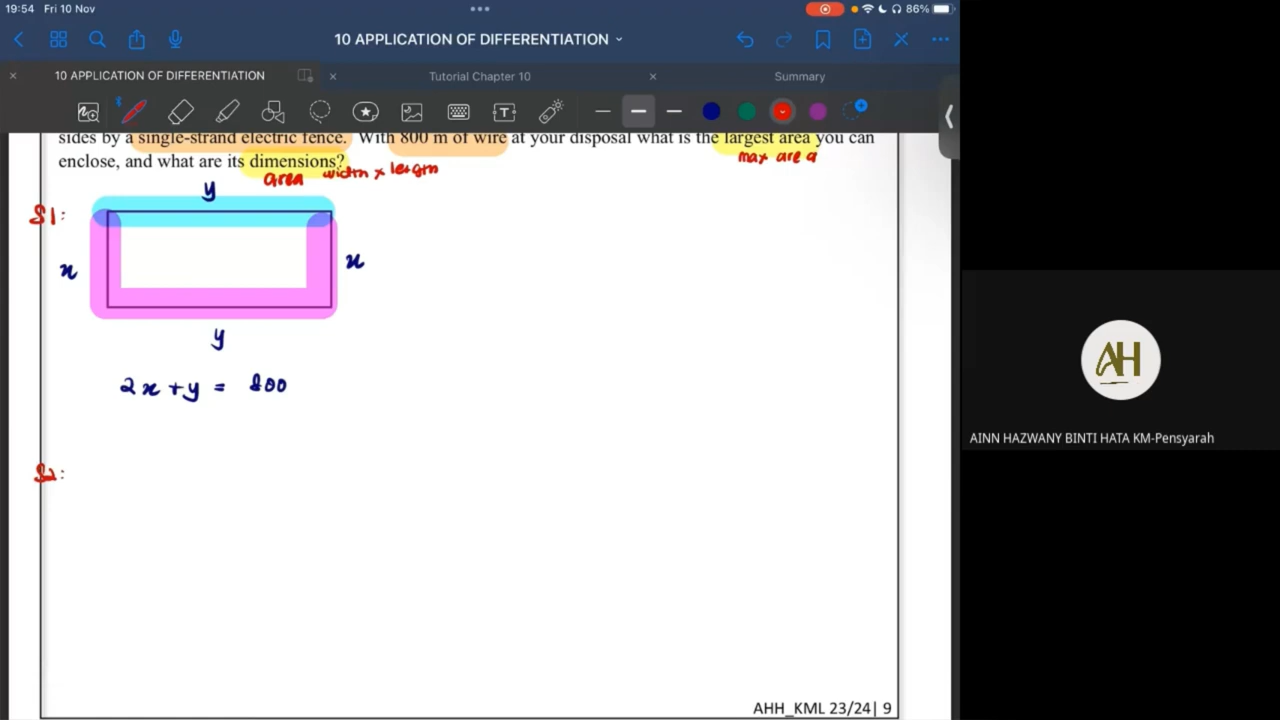 19:54 Fri 10 Nov
86%
10 APPLICATION OF DIFFERENTIATION
10 APPLICATION OF DIFFERENTIATION
Tutorial Chapter 10
Summary
sides by a single-strand electric fence. With 800 m of wire at your disposal what is the largest area you can
enclose, and what are its dimensions?
max area
area width x length
y
S1:
x
x
y
2x + y = 800
S2:
AHH_KML 23/24| 9
AH
AINN HAZWANY BINTI HATA KM-Pensyarah